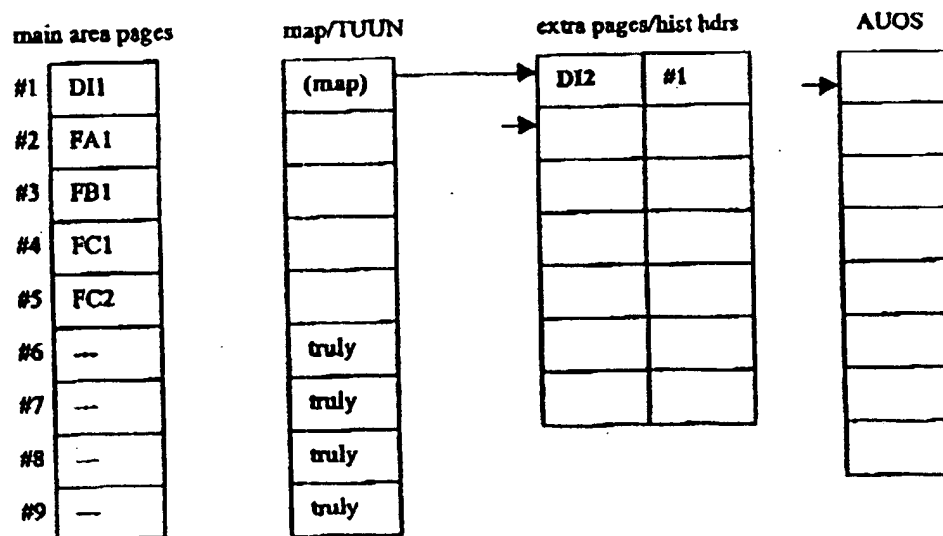 main area pages map/TUUN extra pages/hist hdrs AUOS
#1 DI1 (map) DI2 #1
#2 FA1
#3 FB1
#4 FC1
#5 FC2
#6 — truly
#7 — truly
#8 — truly
#9 — truly